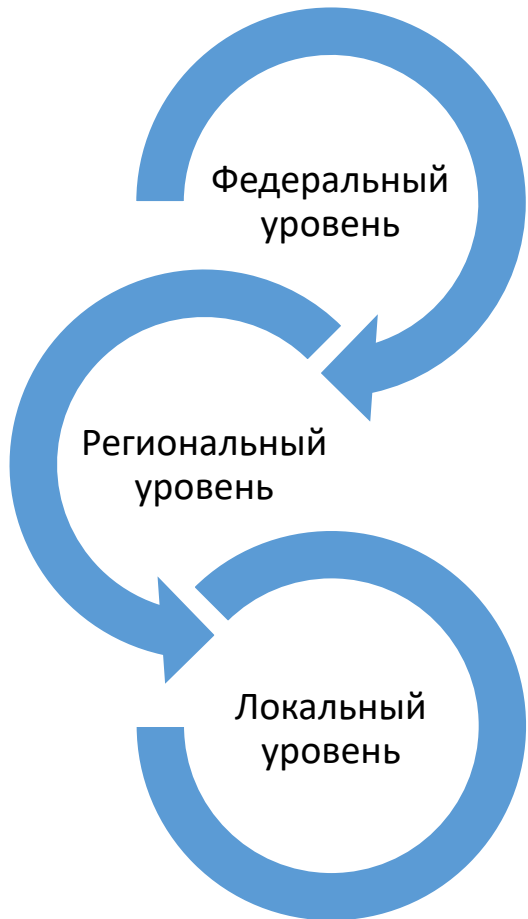 Федеральный
уровень
Региональный
уровень
Локальный
уровень